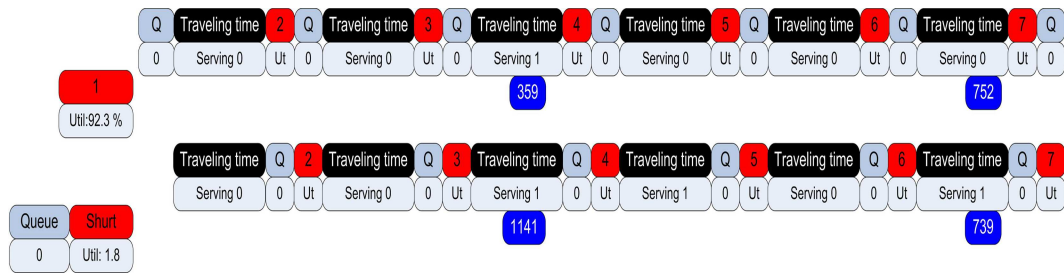 Q Traveling time 2 Q Traveling time 3 Q Traveling time 4 Q Traveling time 5 Q Traveling time 6 Q Traveling time 7 Q
0 Serving 0 Ut 0 Serving 0 Ut 0 Serving 1 Ut 0 Serving 0 Ut 0 Serving 0 Ut 0 Serving 0 Ut 0
1
359 752
Util:92.3 %
Traveling time Q 2 Traveling time Q 3 Traveling time Q 4 Traveling time Q 5 Traveling time Q 6 Traveling time Q 7
Serving 0 0 Ut Serving 0 0 Ut Serving 1 0 Ut Serving 1 0 Ut Serving 0 0 Ut Serving 1 0 Ut
Queue Shurt
1141 739
0 Util: 1.8